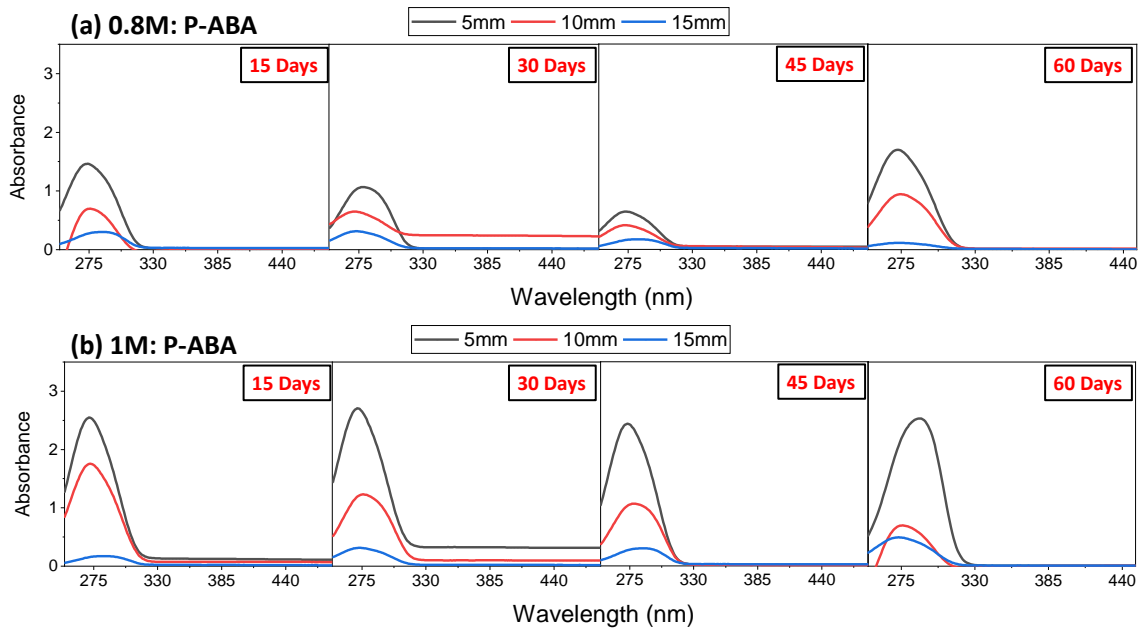 (a) 0.8M: P-ABA
5mm 10mm 15mm
15 Days 30 Days 45 Days 60 Days
3
2
1
0
Absorbance
275 330 385 440 275 330 385 440 275 330 385 440 275 330 385 440
Wavelength (nm)
(b) 1M: P-ABA
5mm 10mm 15mm
15 Days 30 Days 45 Days 60 Days
3
2
1
0
Absorbance
275 330 385 440 275 330 385 440 275 330 385 440 275 330 385 440
Wavelength (nm)